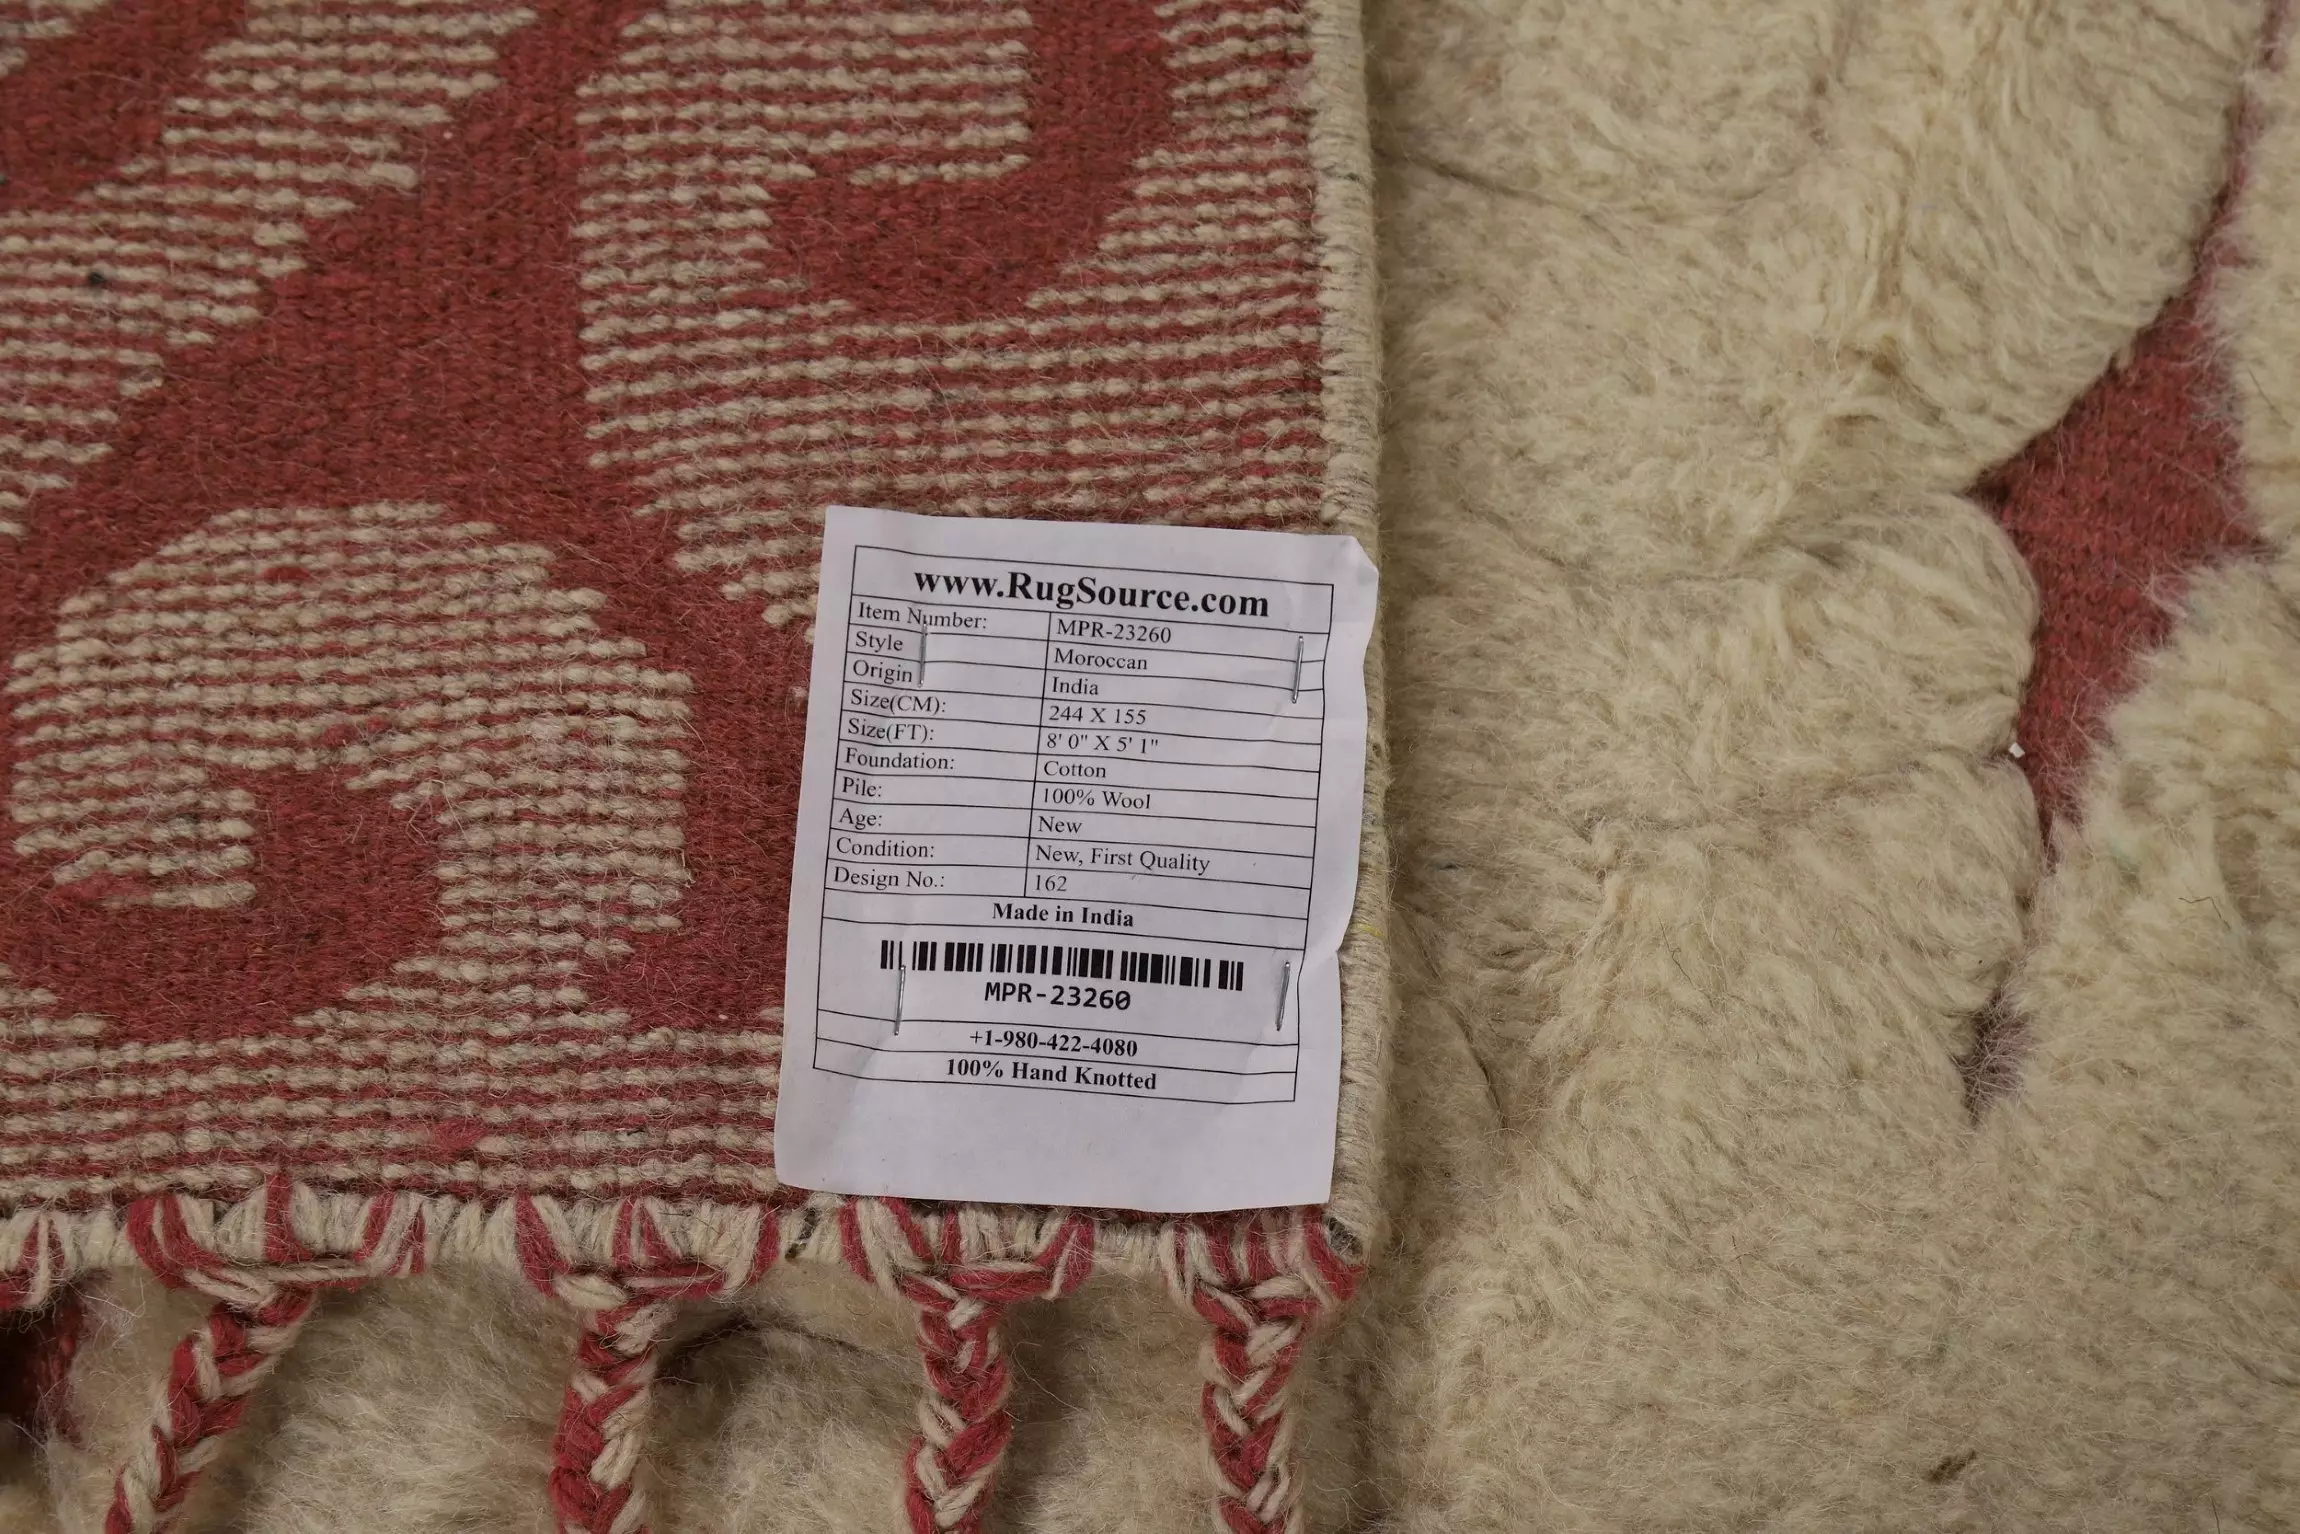 www.RugSource.com
Item Number: MPR-23260
Style Moroccan
Origin India
Size(CM): 244 X 155
Size(FT): 8' 0" X 5' 1"
Foundation: Cotton
Pile: 100% Wool
Age: New
Condition: New, First Quality
Design No.: 162
Made in India
MPR-23260
+1-980-422-4080
100% Hand Knotted